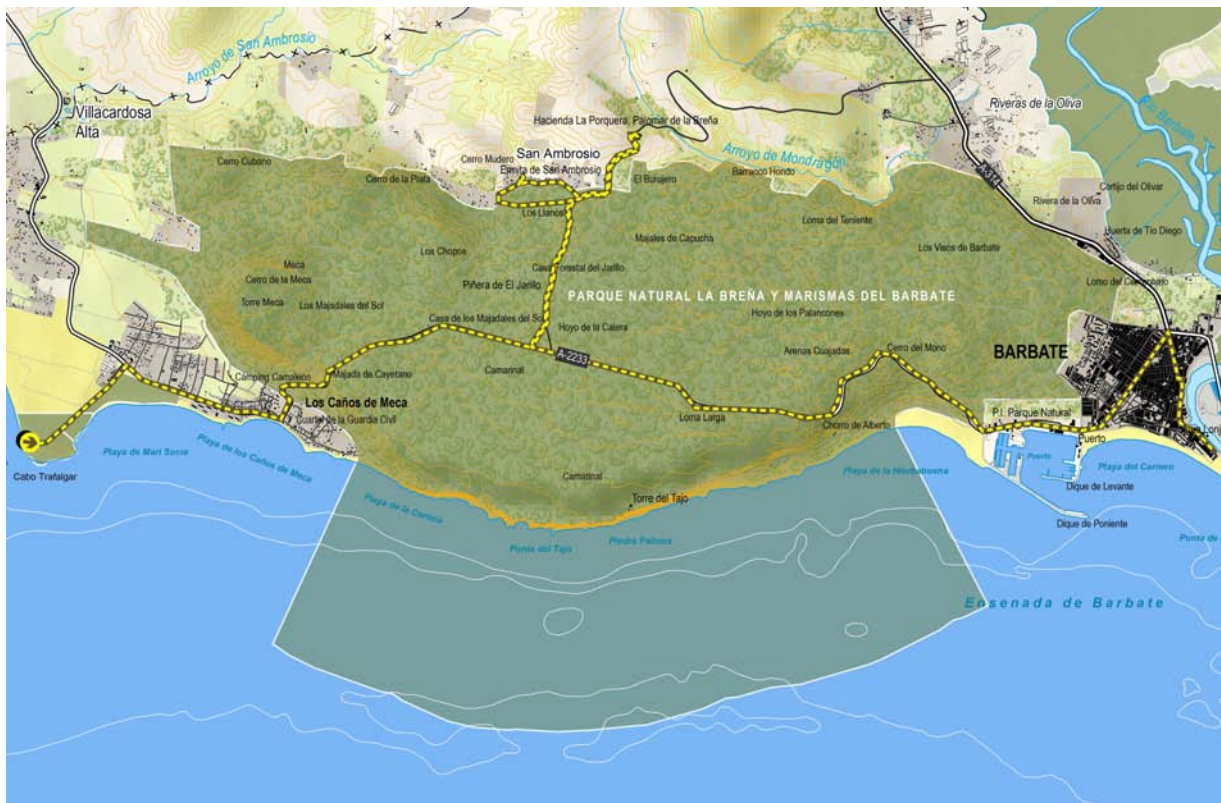 Arroyo de San Ambrosio
Villacardosa
Alta
Riveras de la Oliva
Río Barbate
Hacienda La Porquera, Palomar de la Breña
San Ambrosio
Ermita de San Ambrosio
Cerro Cubano
Cerro Mudero
Cerro de la Plata
El Burujero
Arroyo de Mondragón
Barracco Hondo
A-314
Cortijo del Olivar
Rivera de la Oliva
Huerta de Tío Diego
Los Llanos
Loma del Teniente
Majales de Capucha
Los Visos de Barbate
Los Chopos
Meca
Cerro de la Meca
Casa Forestal del Jarillo
Piñera de El Jarillo
PARQUE NATURAL LA BREÑA Y MARISMAS DEL BARBATE
Torre Meca
Los Majadales del Sol
Casa de los Majadales del Sol
Hoyo de la Calera
Hoyo de los Palancones
A-2233
Arenas Guajadas
Cerro del Mono
BARBATE
Camping Camaleón
Majada de Cayetano
Camarinal
Los Caños de Meca
Cuartel de la Guardia Civil
Loma Larga
Chorro de Alberto
P.I. Parque Natural
Puerto
Cabo Trafalgar
Playa de Mari Sucia
Playa de los Caños de Meca
Camarinal
Playa de la Hierbabuena
Puerto
Playa del Carmen
Dique de Levante
Torre del Tajo
Playa de la Corona
Dique de Poniente
Punta del Tajo
Piedra Paloma
Punta de
Ensenada de Barbate